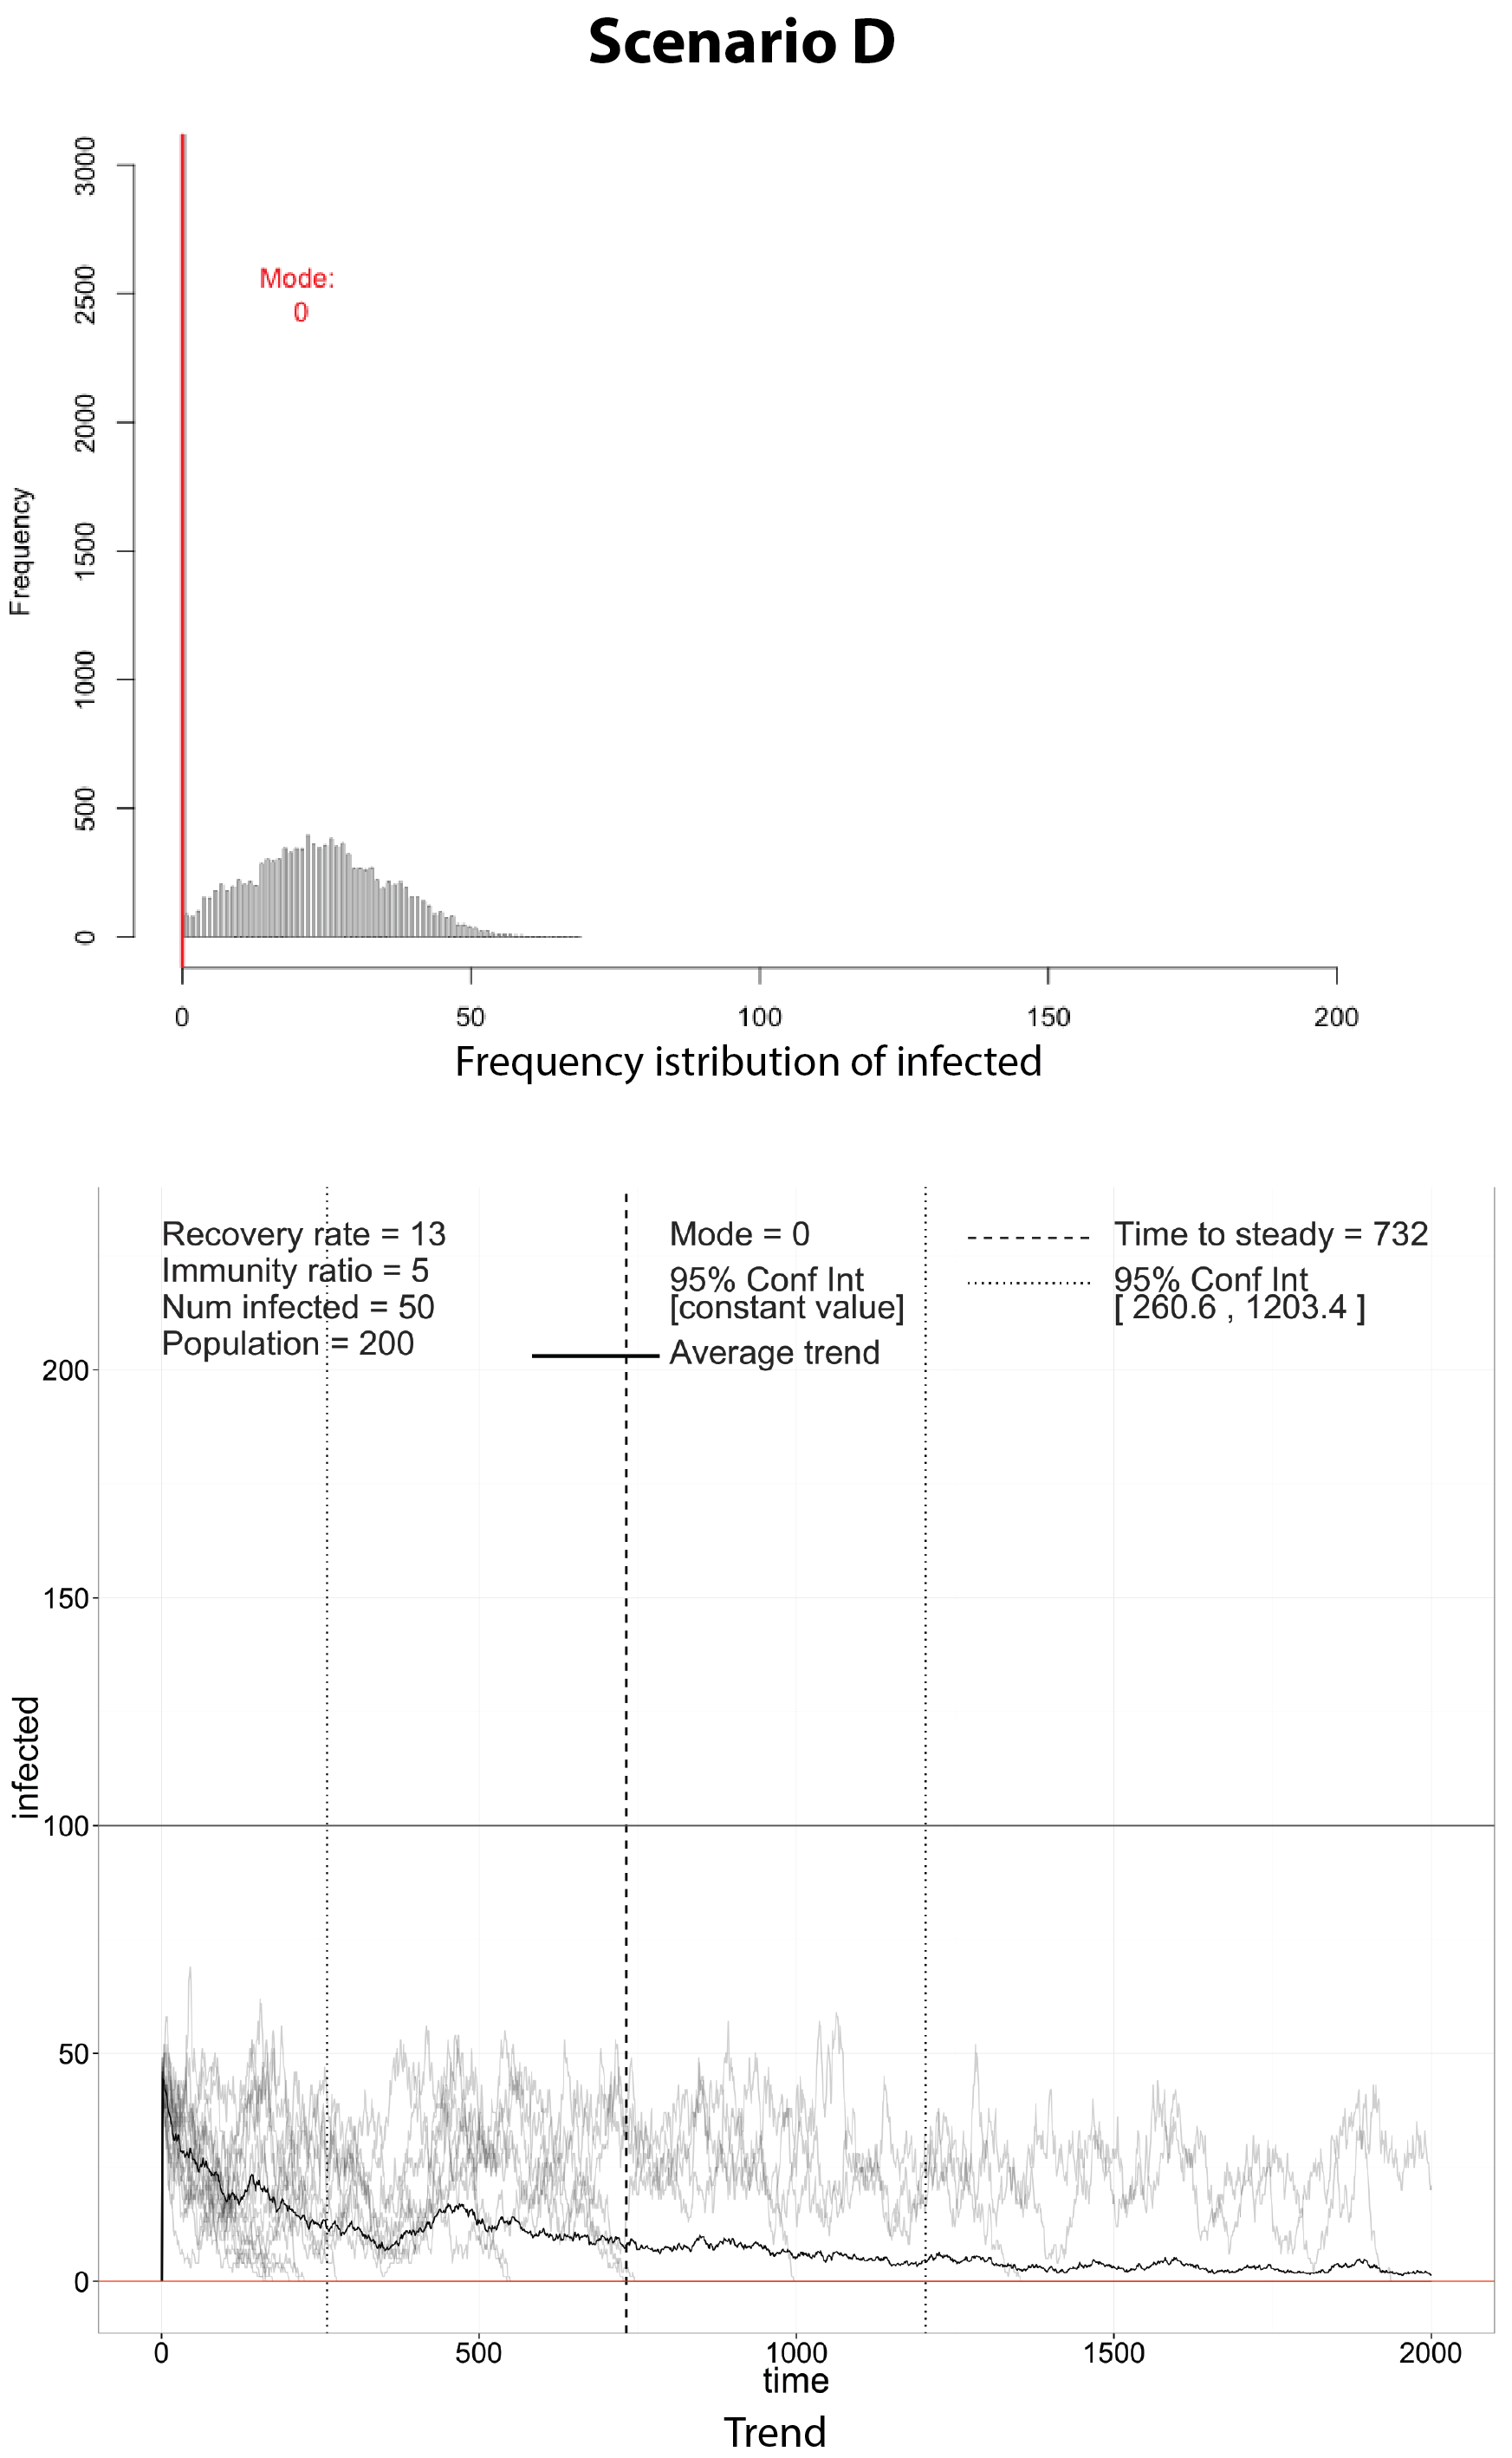 Scenario D
3000
2500
2000
1500
1000
500
0
Frequency
Mode:
0
0 50 100 150 200
Frequency istribution of infected
Recovery rate = 13
Immunity ratio = 5
Num infected = 50
Population = 200
Mode = 0
95% Conf Int
[constant value]
Average trend
Time to steady = 732
95% Conf Int
[ 260.6 , 1203.4 ]
200
150
100
50
0
infected
0 500 1000 1500 2000
time
Trend